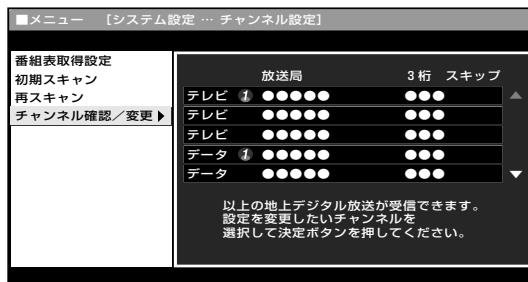 ■メニュー [システム設定 … チャンネル設定]
番組表取得設定
初期スキャン
再スキャン
チャンネル確認／変更▶
放送局 3桁 スキップ
テレビ 1 ●●●●● ●●●
テレビ ●●●●● ●●●
テレビ ●●●●● ●●●
データ 1 ●●●●● ●●●
データ ●●●●● ●●●
以上の地上デジタル放送が受信できます。
設定を変更したいチャンネルを
選択して決定ボタンを押してください。